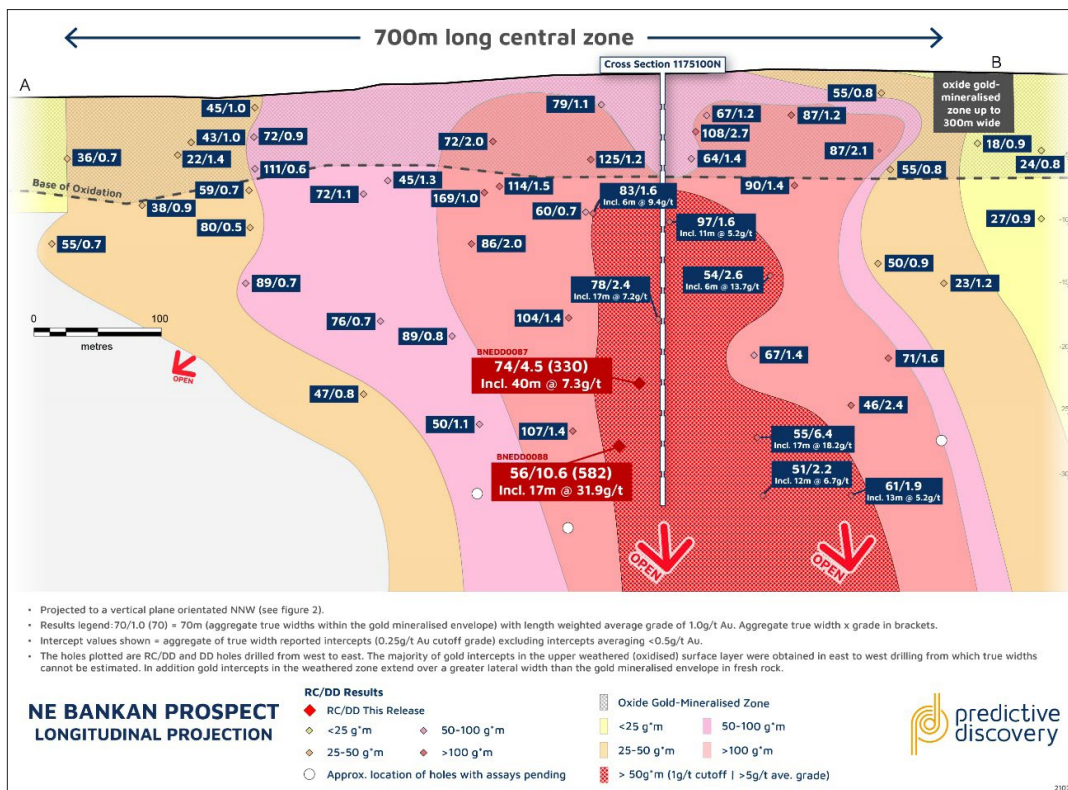 700m long central zone
A
B
Cross Section 1175100N
oxide gold-
mineralised
zone up to
300m wide
45/1.0
79/1.1
55/0.8
67/1.2
87/1.2
43/1.0
72/0.9
72/2.0
108/2.7
18/0.9
36/0.7
22/1.4
125/1.2
64/1.4
87/2.1
24/0.8
111/0.6
55/0.8
Base of Oxidation
59/0.7
72/1.1
45/1.3
114/1.5
90/1.4
169/1.0
83/1.6
Incl. 6m @ 9.4g/t
38/0.9
60/0.7
97/1.6
Incl. 11m @ 5.2g/t
27/0.9
80/0.5
55/0.7
86/2.0
50/0.9
54/2.6
Incl. 6m @ 13.7g/t
89/0.7
78/2.4
Incl. 17m @ 7.2g/t
23/1.2
0
100
metres
76/0.7
104/1.4
89/0.8
BNEDD0087
74/4.5 (330)
Incl. 40m @ 7.3g/t
67/1.4
71/1.6
OPEN
47/0.8
46/2.4
50/1.1
107/1.4
55/6.4
Incl. 17m @ 18.2g/t
BNEDD0088
56/10.6 (582)
Incl. 17m @ 31.9g/t
51/2.2
Incl. 12m @ 6.7g/t
61/1.9
Incl. 13m @ 5.2g/t
OPEN
OPEN
• Projected to a vertical plane orientated NNW (see figure 2).
• Results legend:70/1.0 (70) = 70m (aggregate true widths within the gold mineralised envelope) with length weighted average grade of 1.0g/t Au. Aggregate true width x grade in brackets.
• Intercept values shown = aggregate of true width reported intercepts (0.25g/t Au cutoff grade) excluding intercepts averaging <0.5g/t Au.
• The holes plotted are RC/DD and DD holes drilled from west to east. The majority of gold intercepts in the upper weathered (oxidised) surface layer were obtained in east to west drilling from which true widths
cannot be estimated. In addition gold intercepts in the weathered zone extend over a greater lateral width than the gold mineralised envelope in fresh rock.
NE BANKAN PROSPECT
LONGITUDINAL PROJECTION
RC/DD Results
RC/DD This Release
<25 g*m
50-100 g*m
25-50 g*m
>100 g*m
Approx. location of holes with assays pending
Oxide Gold-Mineralised Zone
<25 g*m
50-100 g*m
25-50 g*m
>100 g*m
> 50g*m (1g/t cutoff | >5g/t ave. grade)
predictive
discovery